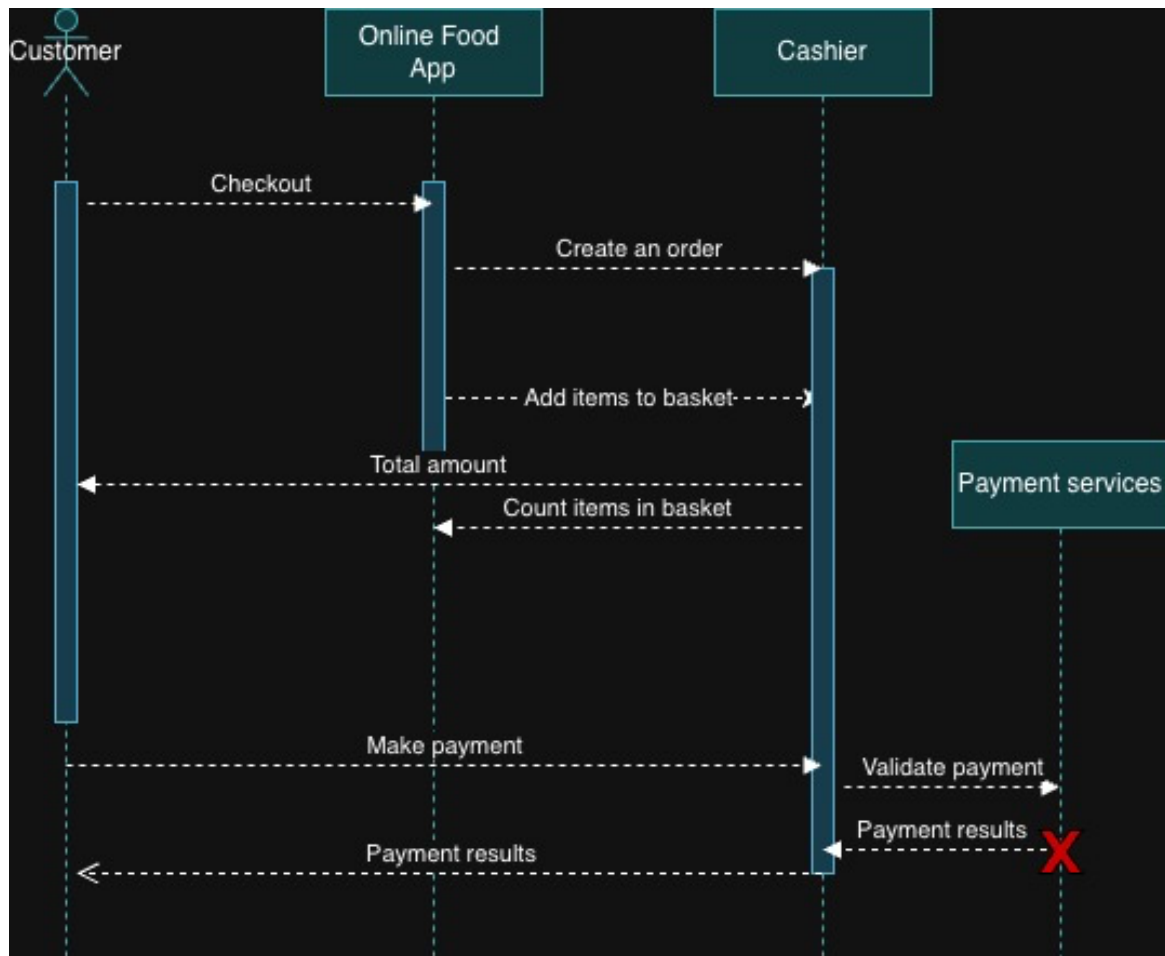 Customer
Online Food
App
Cashier
Checkout
Create an order
Add items to basket
Total amount
Payment services
Count items in basket
Make payment
Validate payment
Payment results
Payment results
X